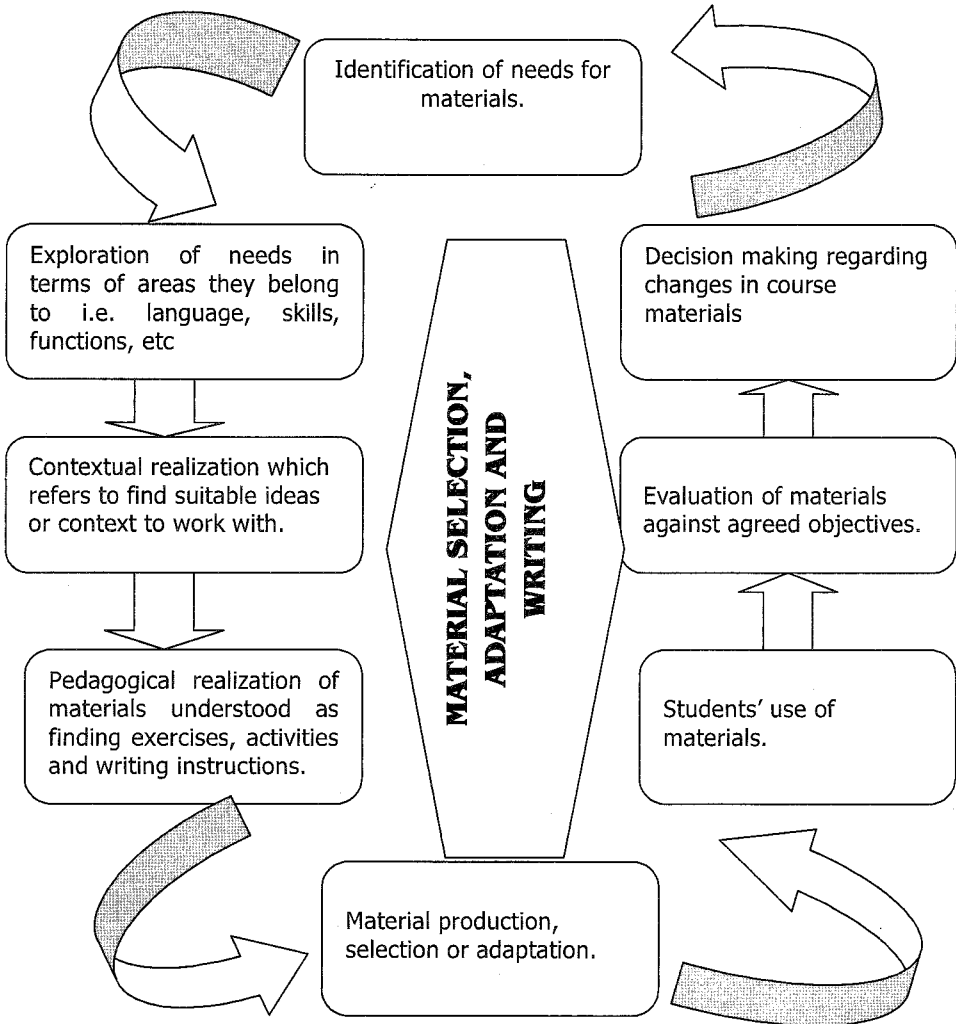 Identification of needs for
materials.
Exploration of needs in
terms of areas they belong
to i.e. language, skills,
functions, etc
Contextual realization which
refers to find suitable ideas
or context to work with.
Pedagogical realization of
materials understood as
finding exercises, activities
and writing instructions.
Material production,
selection or adaptation.
Students' use of
materials.
Evaluation of materials
against agreed objectives.
Decision making regarding
changes in course
materials
MATERIAL SELECTION,
ADAPTATION AND
WRITING